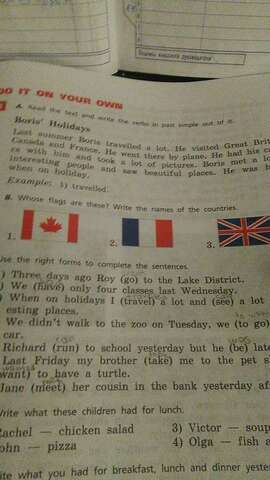 DO IT ON YOUR OWN
A. Read the text and write the verbs in past simple out of it.
Boris' Holidays
Last summer Boris travelled a lot. He visited Great Brit
Canada and France. He went there by plane. He had his c
with him and took a lot of pictures. Boris met a lo
interesting people and saw beautiful places. He was
when on holiday.
Example: 1) travelled.
B. Whose flags are these? Write the names of the countries.
1. 2. 3.
Use the right forms to complete the sentences.
Three days ago Roy (go) to the Lake District.
We (have) only four classes last Wednesday.
When on holidays I (travel) a lot and (see) a lot
esting places.
We didn't walk to the zoo on Tuesday, we (to go)
car.
Richard (run) to school yesterday but he (be) late
Last Friday my brother (take) me to the pet s
to have a turtle.
Jane (meet) her cousin in the bank yesterday af
Write what these children had for lunch.
Rachel — chicken salad 3) Victor — soup
John — pizza 4) Olga — fish a
Write what you had for breakfast, lunch and dinner yester